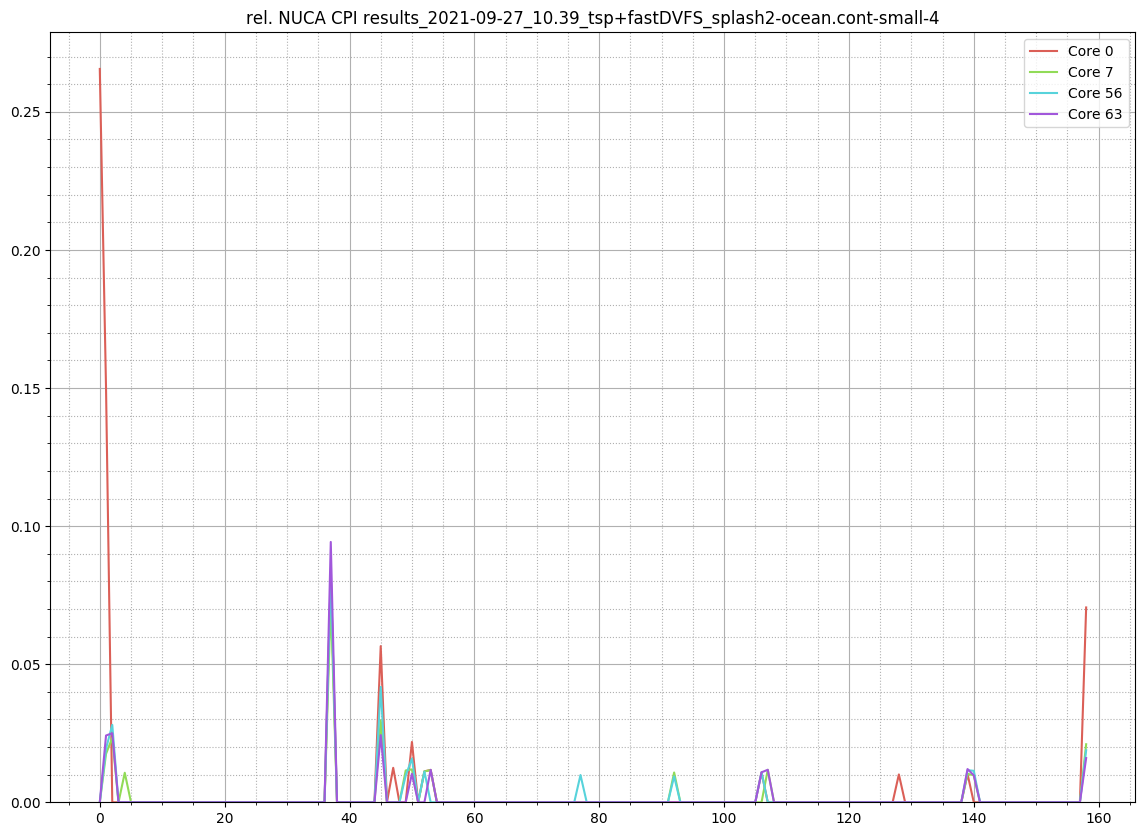 rel. NUCA CPI results_2021-09-27_10.39_tsp+fastDVFS_splash2-ocean.cont-small-4
Core 0
Core 7
Core 56
Core 63
0.25
0.20
0.15
0.10
0.05
0.00
0 20 40 60 80 100 120 140 160